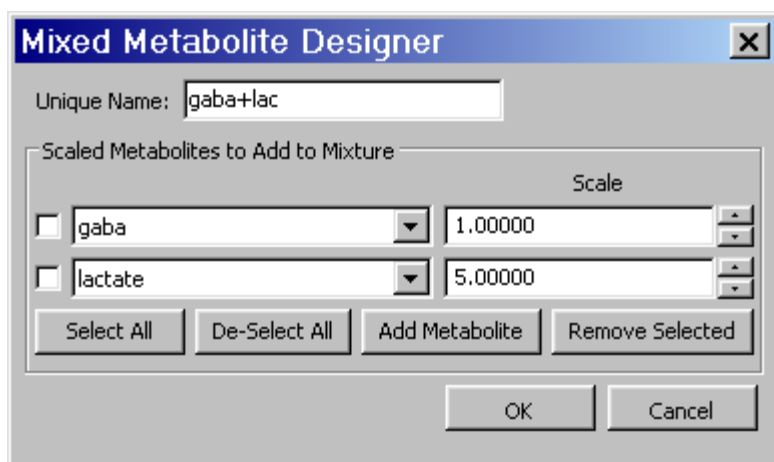 Mixed Metabolite Designer
Unique Name: gaba+lac
Scaled Metabolites to Add to Mixture
Scale
gaba 1.00000
lactate 5.00000
Select All De-Select All Add Metabolite Remove Selected
OK Cancel